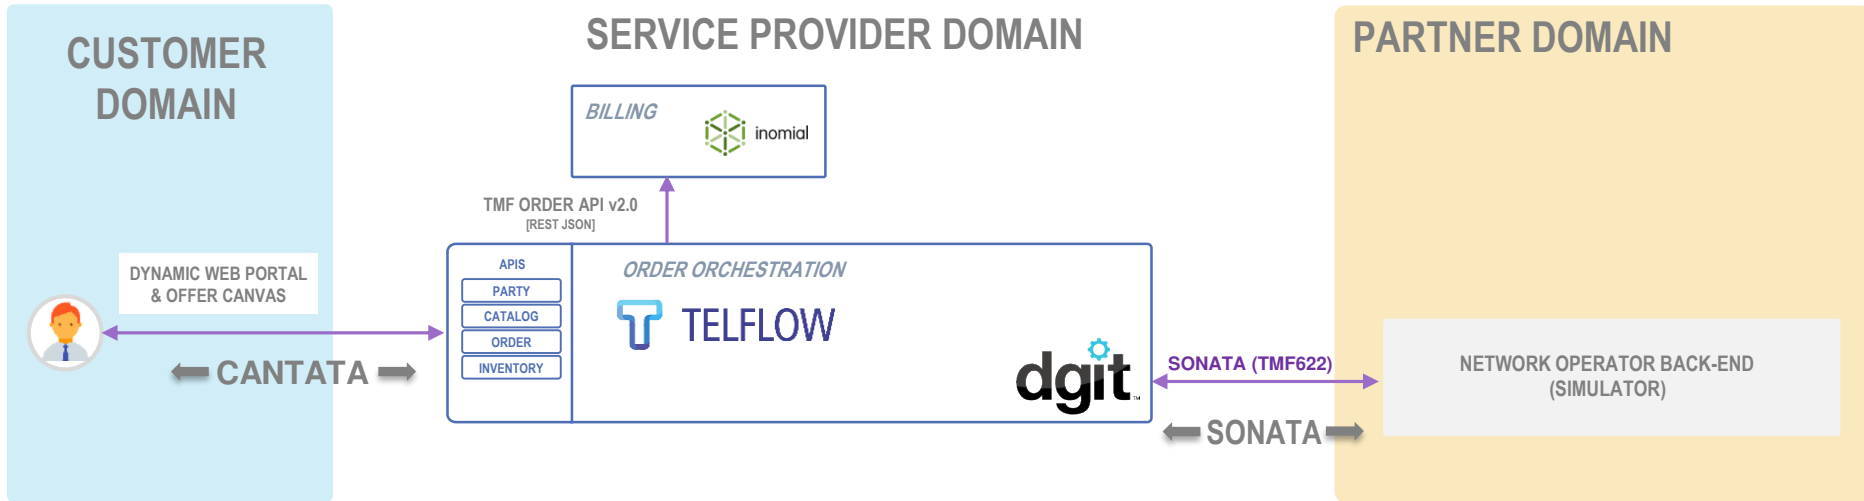 CUSTOMER
DOMAIN
SERVICE PROVIDER DOMAIN
PARTNER DOMAIN
BILLING
inomial
TMF ORDER API v2.0
[REST JSON]
DYNAMIC WEB PORTAL
& OFFER CANVAS
CANTATA
APIS
PARTY
CATALOG
ORDER
INVENTORY
ORDER ORCHESTRATION
TELFLOW
dgit
TM
SONATA (TMF622)
SONATA
NETWORK OPERATOR BACK-END
(SIMULATOR)